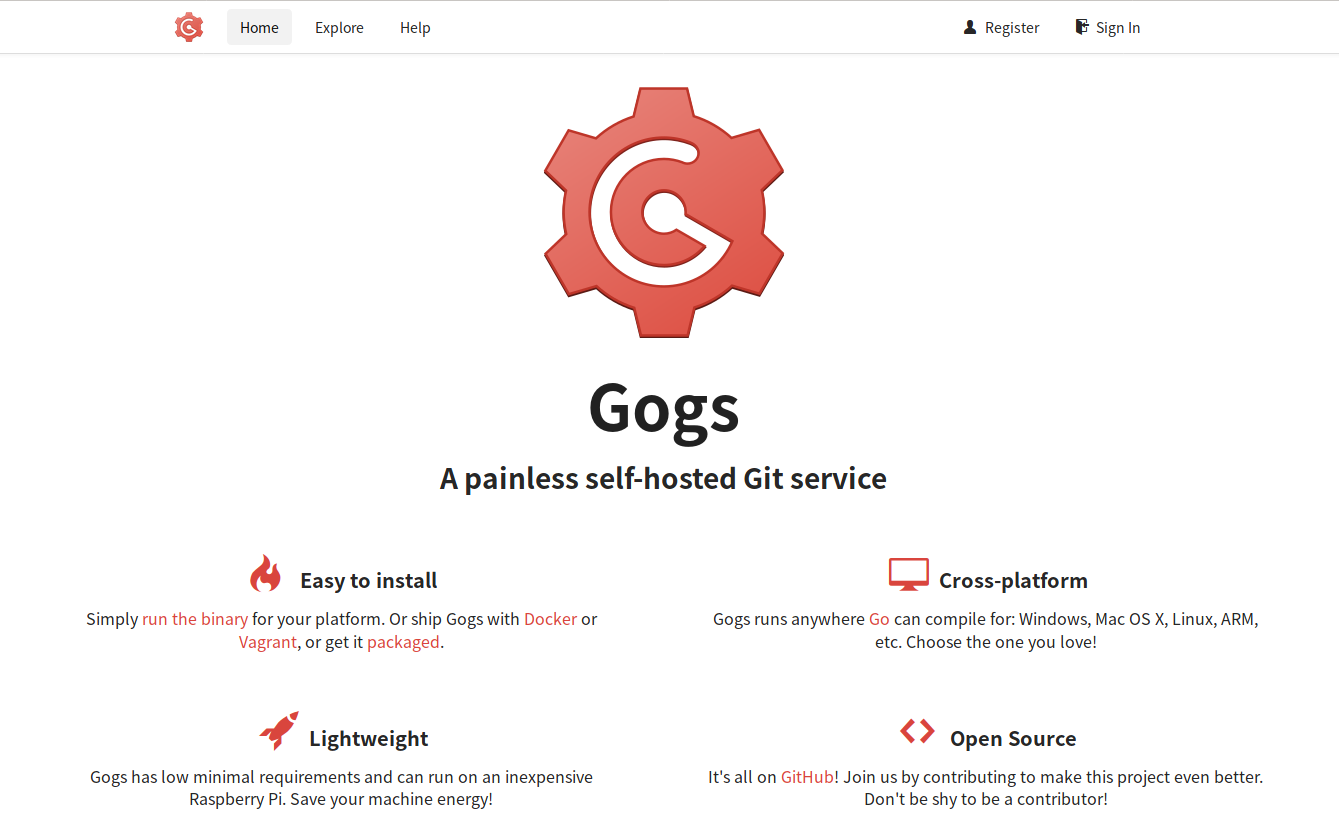 Home Explore Help Register Sign In
Gogs
A painless self-hosted Git service
Easy to install
Simply run the binary for your platform. Or ship Gogs with Docker or
Vagrant, or get it packaged.
Cross-platform
Gogs runs anywhere Go can compile for: Windows, Mac OS X, Linux, ARM,
etc. Choose the one you love!
Lightweight
Gogs has low minimal requirements and can run on an inexpensive
Raspberry Pi. Save your machine energy!
Open Source
It's all on GitHub! Join us by contributing to make this project even better.
Don't be shy to be a contributor!